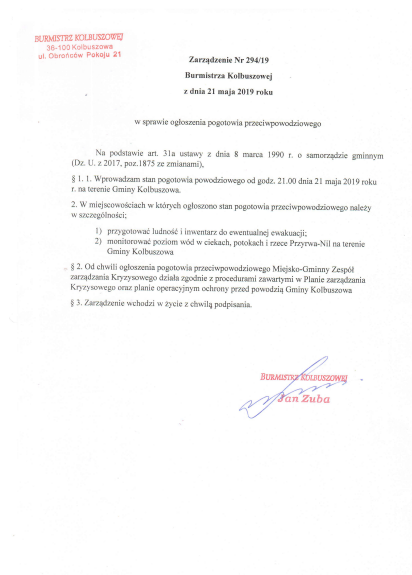 BURMISTRZ KOLBUSZOWEJ
36-100 Kolbuszowa
ul. Obrońców Pokoju 21
Zarządzenie Nr 294/19
Burmistrza Kolbuszowej
z dnia 21 maja 2019 roku
w sprawie ogłoszenia pogotowia przeciwpowodziowego
Na podstawie art. 31a ustawy z dnia 8 marca 1990 r. o samorządzie gminnym
(Dz. U. z 2017, poz.1875 ze zmianami),
§ 1. 1. Wprowadzam stan pogotowia powodziowego od godz. 21.00 dnia 21 maja 2019 roku
r. na terenie Gminy Kolbuszowa.
2. W miejscowościach w których ogłoszono stan pogotowia przeciwpowodziowego należy
w szczególności;
1) przygotować ludność i inwentarz do ewentualnej ewakuacji;
2) monitorować poziom wód w ciekach, potokach i rzece Przyrwa-Nil na terenie
Gminy Kolbuszowa
§ 2. Od chwili ogłoszenia pogotowia przeciwpowodziowego Miejsko-Gminny Zespół
zarządzania Kryzysowego działa zgodnie z procedurami zawartymi w Planie zarządzania
Kryzysowego oraz planie operacyjnym ochrony przed powodzią Gminy Kolbuszowa
§ 3. Zarządzenie wchodzi w życie z chwilą podpisania.
BURMISTRZ KOLBUSZOWEJ
Jan Zuba